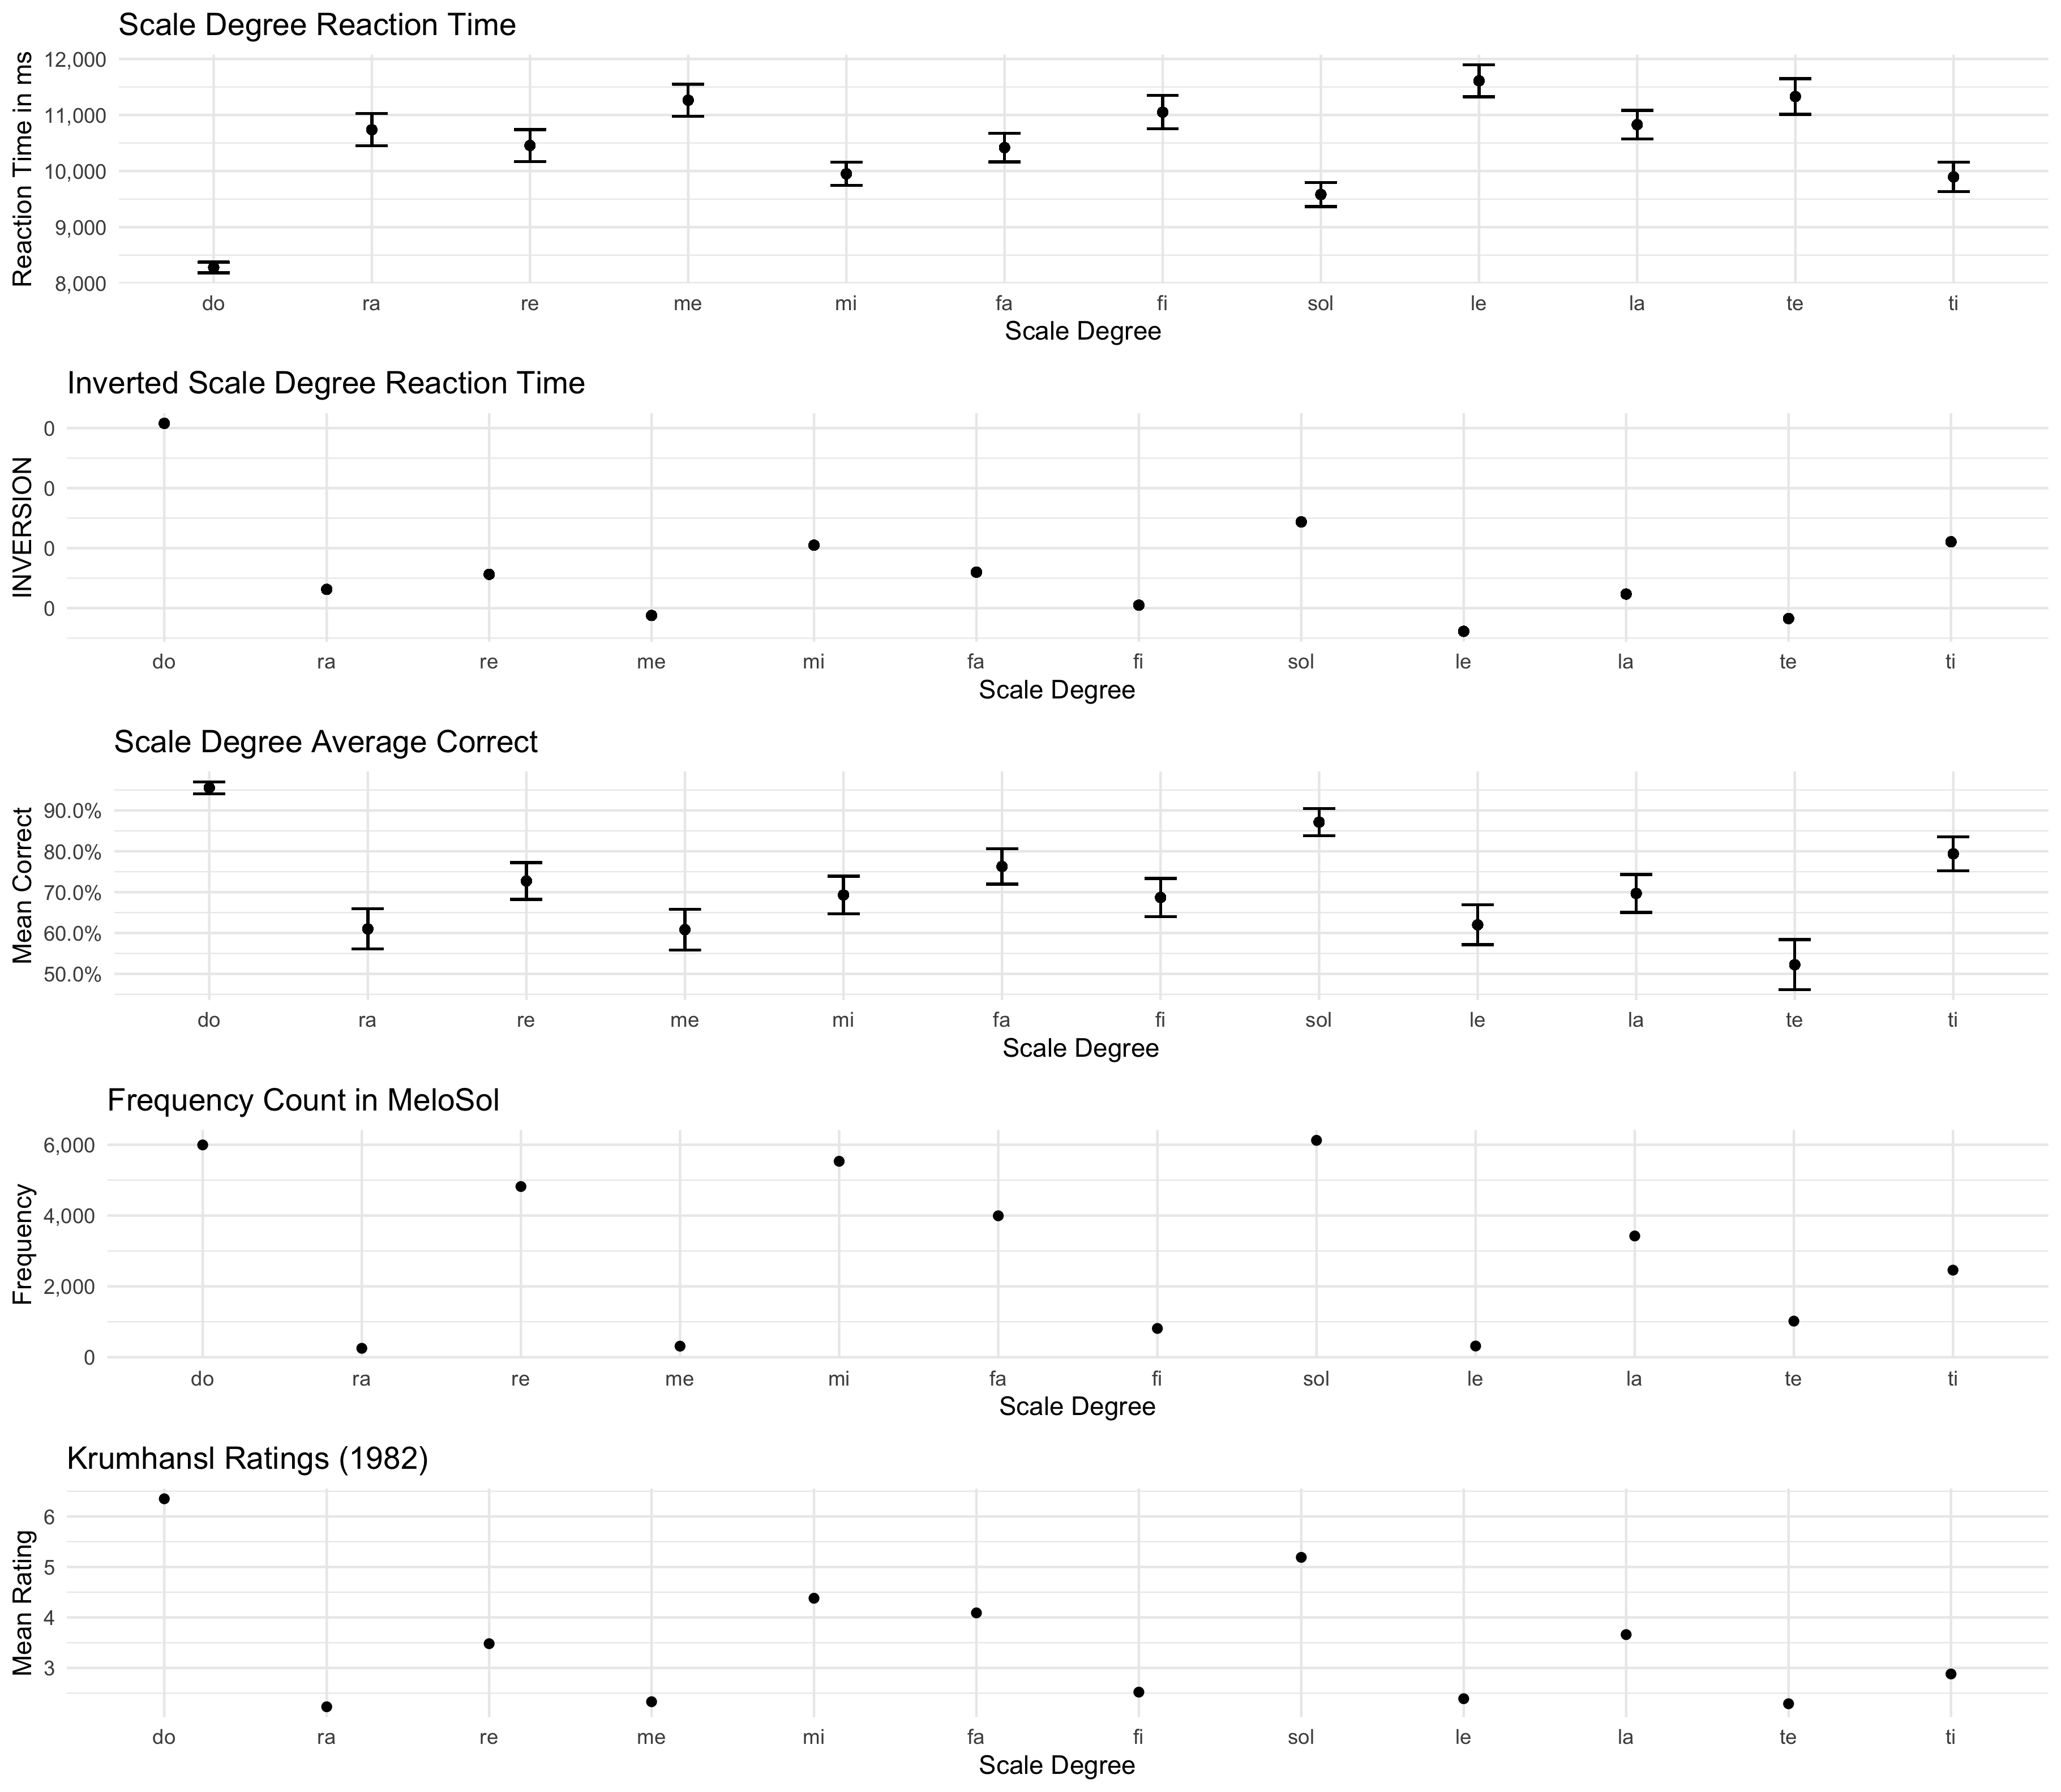 Scale Degree Reaction Time
Reaction Time in ms
12,000
11,000
10,000
9,000
8,000
do ra re me mi fa fi sol le la te ti
Scale Degree
Inverted Scale Degree Reaction Time
INVERSION
0
0
0
0
do ra re me mi fa fi sol le la te ti
Scale Degree
Scale Degree Average Correct
Mean Correct
90.0%
80.0%
70.0%
60.0%
50.0%
do ra re me mi fa fi sol le la te ti
Scale Degree
Frequency Count in MeloSol
Frequency
6,000
4,000
2,000
0
do ra re me mi fa fi sol le la te ti
Scale Degree
Krumhansl Ratings (1982)
Mean Rating
6
5
4
3
do ra re me mi fa fi sol le la te ti
Scale Degree